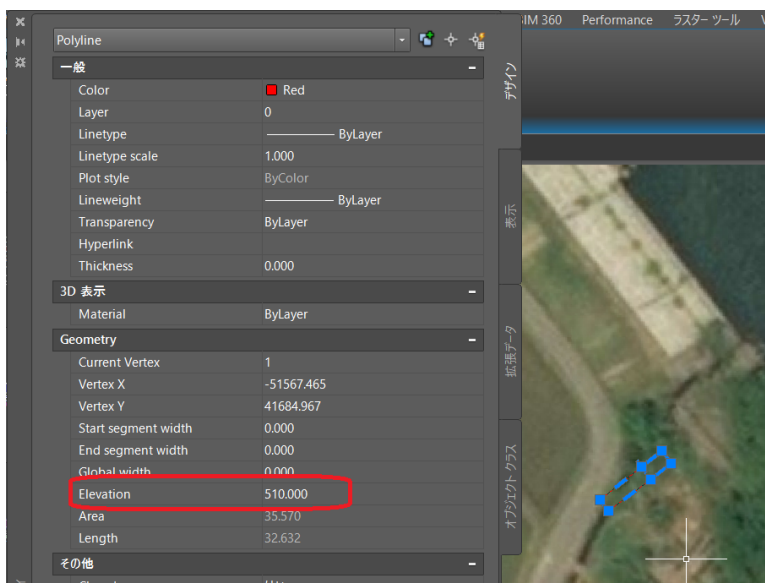 BIM 360 Performance ラスター ツール
Polyline
一般
Color Red
Layer 0
Linetype ByLayer
Linetype scale 1.000
Plot style ByColor
Lineweight ByLayer
Transparency ByLayer
Hyperlink
Thickness 0.000
3D 表示
Material ByLayer
Geometry
Current Vertex 1
Vertex X -51567.465
Vertex Y 41684.967
Start segment width 0.000
End segment width 0.000
Global width 0.000
Elevation 510.000
Area 35.570
Length 32.632
その他
デザイン
表示
拡張データ
オブジェクト クラス